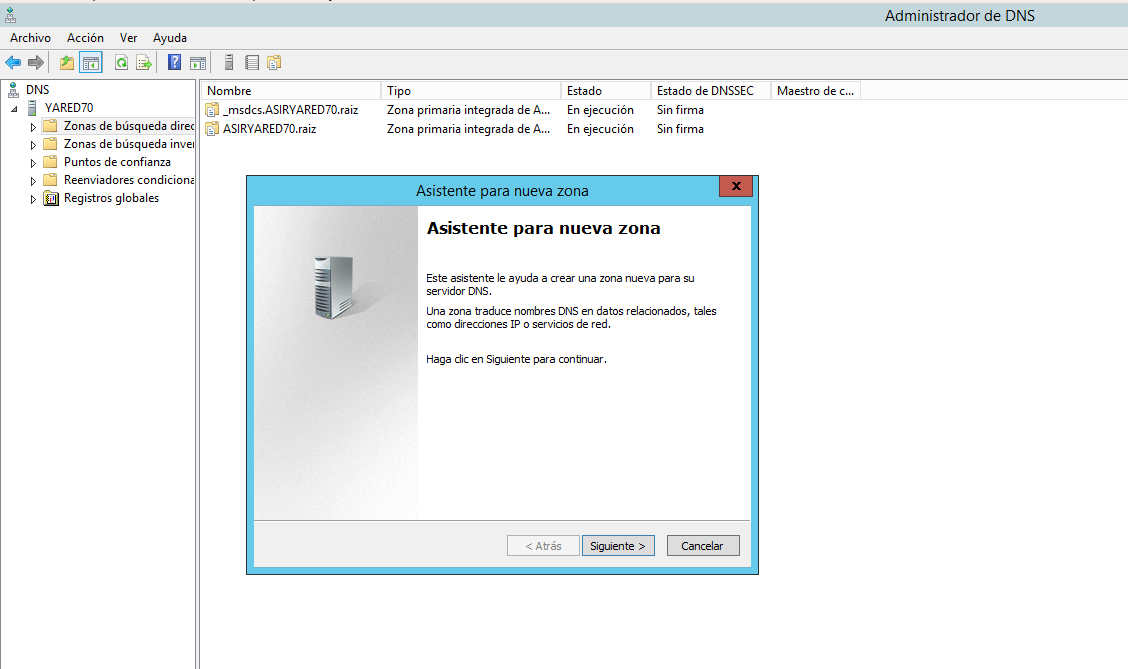 Administrador de DNS
Archivo Acción Ver Ayuda
DNS
YARED70
Zonas de búsqueda direc
Zonas de búsqueda inver
Puntos de confianza
Reenviadores condiciona
Registros globales
Nombre Tipo Estado Estado de DNSSEC Maestro de c...
_msdcs.ASIRYARED70.raiz Zona primaria integrada de A... En ejecución Sin firma
ASIRYARED70.raiz Zona primaria integrada de A... En ejecución Sin firma
Asistente para nueva zona
x
Asistente para nueva zona
Este asistente le ayuda a crear una zona nueva para su
servidor DNS.
Una zona traduce nombres DNS en datos relacionados, tales
como direcciones IP o servicios de red.
Haga clic en Siguiente para continuar.
< Atrás Siguiente > Cancelar